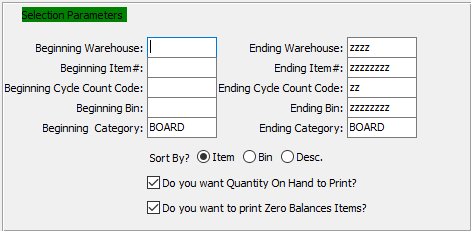 Selection Parameters
Beginning Warehouse: Ending Warehouse: zzzz
Beginning Item#: Ending Item#: zzzzzzzz
Beginning Cycle Count Code: Ending Cycle Count Code: zz
Beginning Bin: Ending Bin: zzzzzzzz
Beginning Category: BOARD Ending Category: BOARD
Sort By? Item Bin Desc.
Do you want Quantity On Hand to Print?
Do you want to print Zero Balances Items?